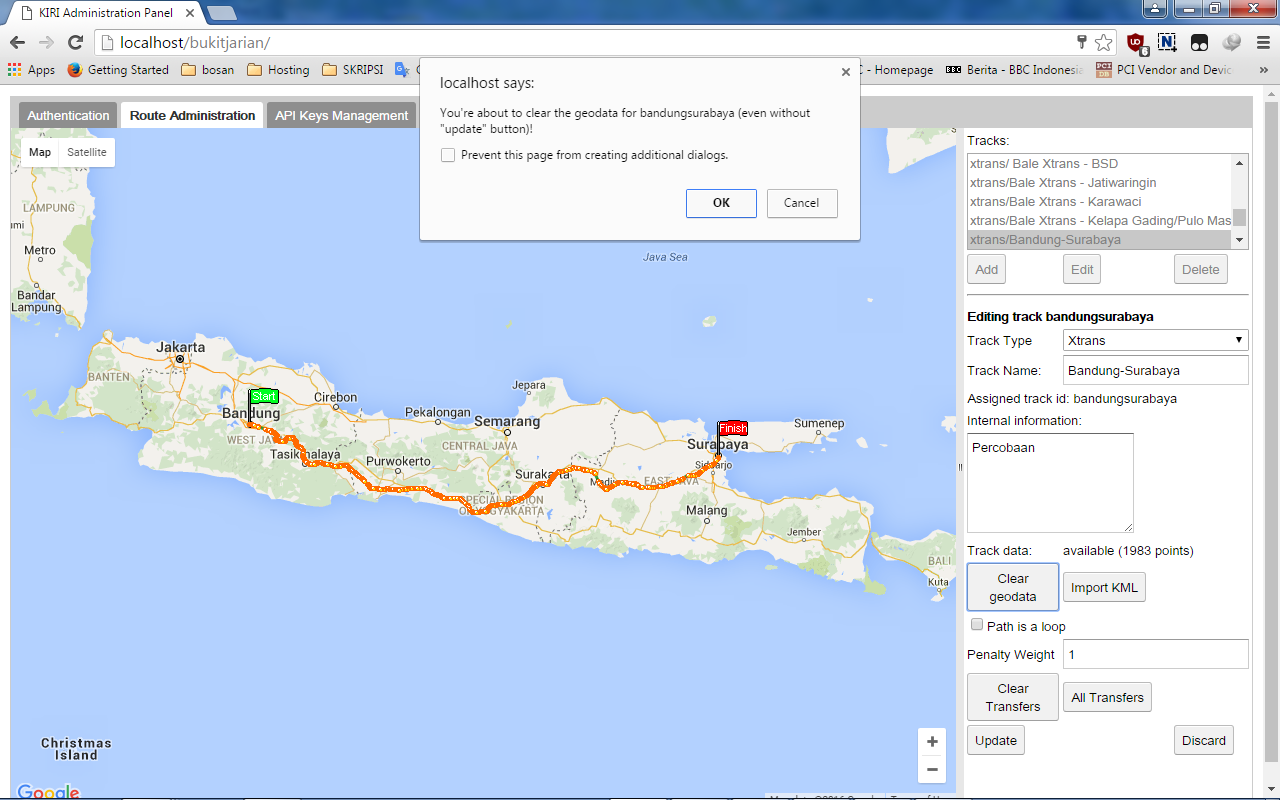 KIRI Administration Panel
localhost/bukitjarian/
6
Apps
Getting Started
bosan
Hosting
SKRIPSI
- Homepage
Berita - BBC Indonesia
PCI Vendor and Devic
»
Authentication
Route Administration
API Keys Management
localhost says:
You're about to clear the geodata for bandungsurabaya (even without
"update" button)!
Prevent this page from creating additional dialogs.
OK
Cancel
Map
Satellite
LAMPUNG
Metro
Bandar
Lampung
Java Sea
Jakarta
BANTEN
Start
Bandung
Cirebon
WEST JA
Tasikmalaya
Pekalongan
Purwokerto
Jepara
Semarang
CENTRAL JAVA
Surakarta
SPECIAL REGION
OF YOGYAKARTA
EAST JAVA
Finish
Surabaya
Sidoarjo
Sumenep
Malang
Jember
BALI
Kuta
Christmas
Island
Google
+
−
Tracks:
xtrans/ Bale Xtrans - BSD
xtrans/Bale Xtrans - Jatiwaringin
xtrans/Bale Xtrans - Karawaci
xtrans/Bale Xtrans - Kelapa Gading/Pulo Mas
xtrans/Bandung-Surabaya
Add
Edit
Delete
Editing track bandungsurabaya
Track Type
Xtrans
Track Name:
Bandung-Surabaya
Assigned track id: bandungsurabaya
Internal information:
Percobaan
Track data:
available (1983 points)
Clear
geodata
Import KML
Path is a loop
Penalty Weight
1
Clear
Transfers
All Transfers
Update
Discard